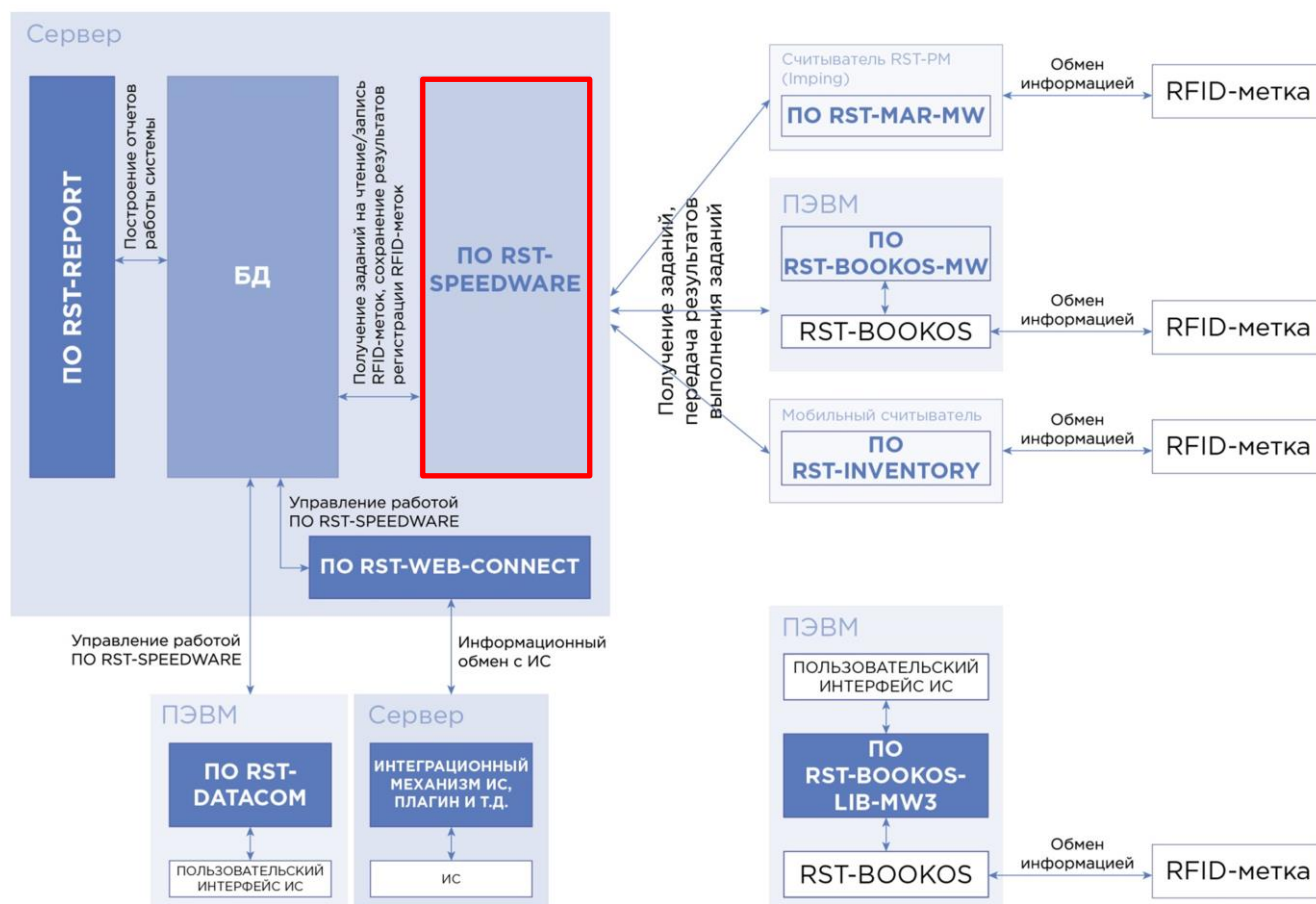 Сервер
ПО RST-REPORT
Построение отчетов
работы системы
БД
Получение заданий на чтение/запись
RFID-меток, сохранение результатов
регистрации RFID-меток
ПО RST-
SPEEDWARE
Управление работой
ПО RST-SPEEDWARE
ПО RST-WEB-CONNECT
Получение заданий,
передача результатов
выполнения заданий
Считыватель RST-PM
(Imping)
ПО RST-MAR-MW
Обмен
информацией
RFID-метка
ПЭВМ
ПО
RST-BOOKOS-MW
RST-BOOKOS
Обмен
информацией
RFID-метка
Мобильный считыватель
ПО
RST-INVENTORY
Обмен
информацией
RFID-метка
Управление работой
ПО RST-SPEEDWARE
Информационный
обмен с ИС
ПЭВМ
ПО RST-
DATACOM
ПОЛЬЗОВАТЕЛЬСКИЙ
ИНТЕРФЕЙС ИС
Сервер
ИНТЕГРАЦИОННЫЙ
МЕХАНИЗМ ИС,
ПЛАГИН И Т.Д.
ИС
ПЭВМ
ПОЛЬЗОВАТЕЛЬСКИЙ
ИНТЕРФЕЙС ИС
ПО
RST-BOOKOS-
LIB-MW3
RST-BOOKOS
Обмен
информацией
RFID-метка